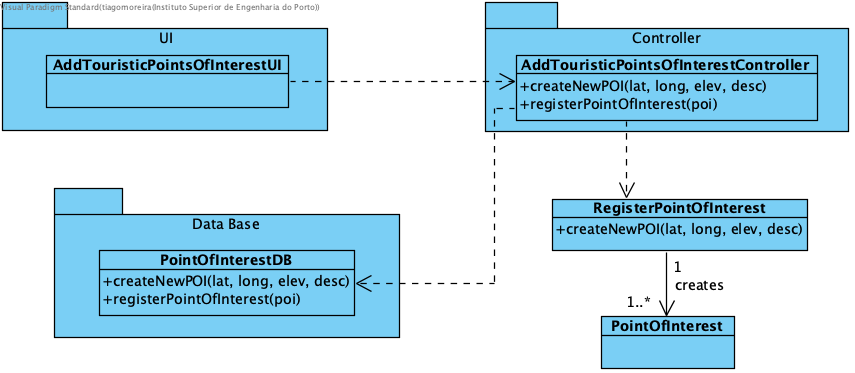 Visual Paradigm Standard(tiagomoreira(Instituto Superior de Engenharia do Porto))
UI
AddTouristicPointsOfInterestUI
Controller
AddTouristicPointsOfInterestController
+createNewPOI(lat, long, elev, desc)
+registerPointOfInterest(poi)
Data Base
PointOfInterestDB
+createNewPOI(lat, long, elev, desc)
+registerPointOfInterest(poi)
RegisterPointOfInterest
+createNewPOI(lat, long, elev, desc)
1
creates
1..*
PointOfInterest